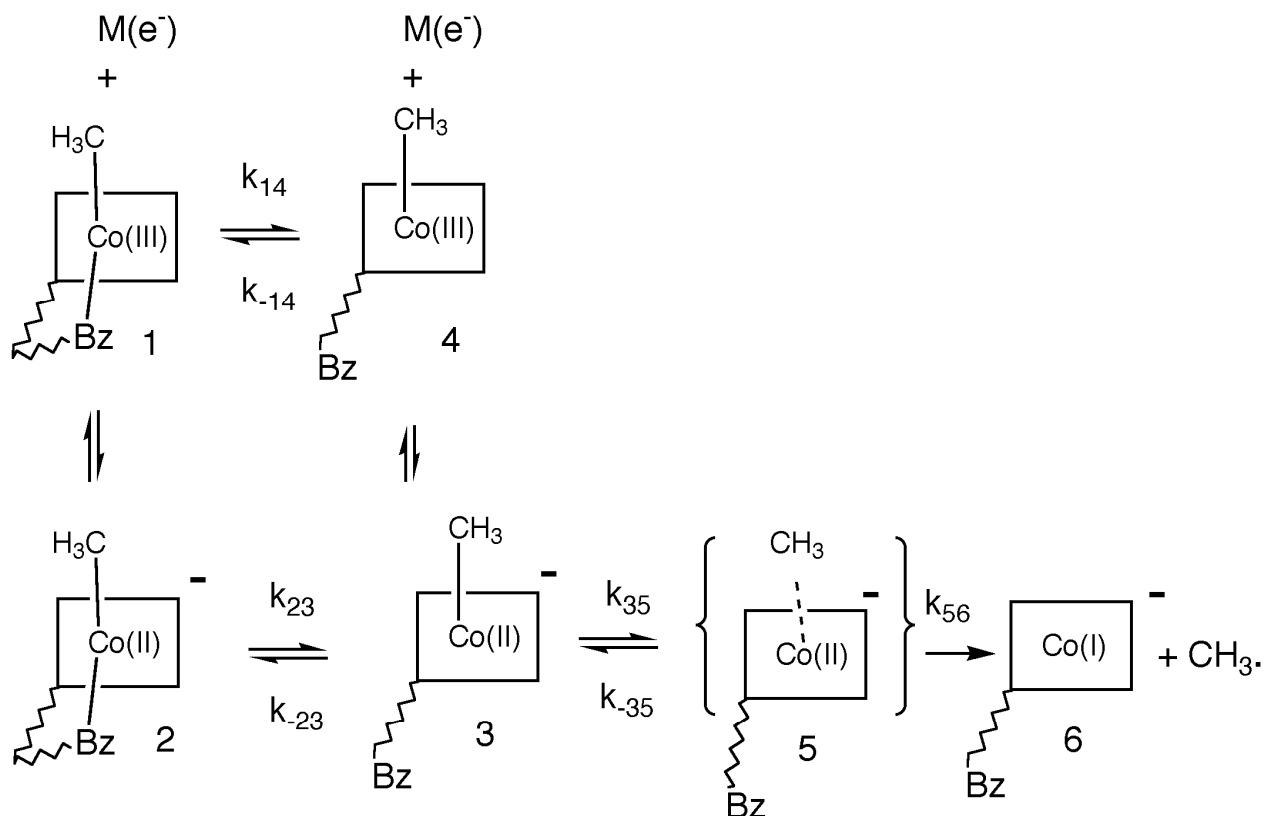 M(e⁻) M(e⁻)
+ +
H₃C CH₃
k₁₄
Co(III) Co(III)
k₋₁₄
Bz 1 4
Bz
H₃C CH₃ CH₃
- - - -
k₂₃ k₃₅ k₅₆
Co(II) Co(II) Co(II) Co(I) + CH₃.
k₋₂₃ k₋₃₅
Bz 2 3 5 6
Bz Bz Bz